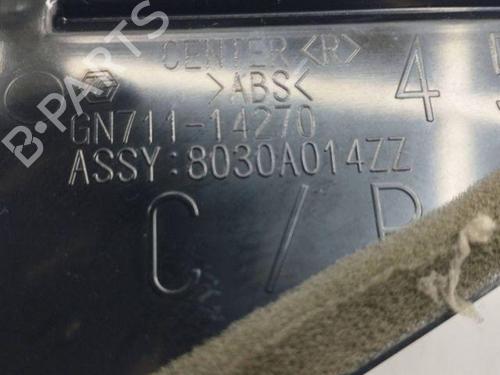 CENTER <R>
>ABS<
GN711-14270
ASSY:8030A014ZZ
4
C /
B-PARTS